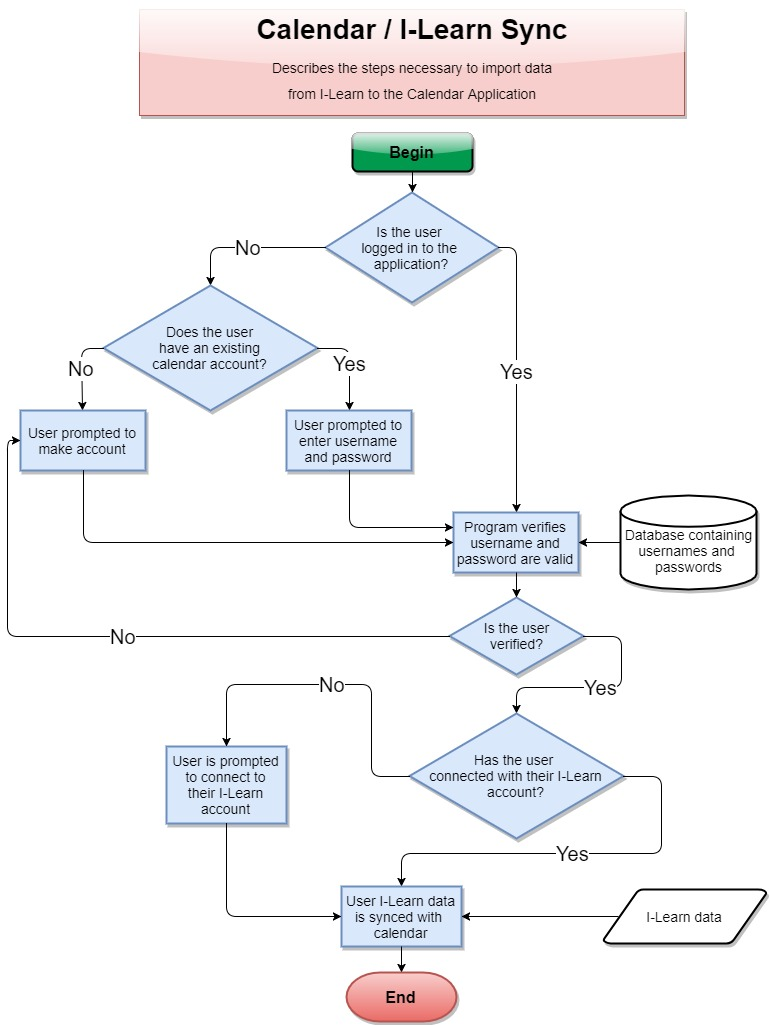 Calendar / I-Learn Sync
Describes the steps necessary to import data
from I-Learn to the Calendar Application
Begin
Is the user
logged in to the
application?
No
Yes
Does the user
have an existing
calendar account?
No
Yes
User prompted to
make account
User prompted to
enter username
and password
Program verifies
username and
password are valid
Database containing
usernames and
passwords
Is the user
verified?
No
Yes
Has the user
connected with their I-Learn
account?
No
Yes
User is prompted
to connect to
their I-Learn
account
User I-Learn data
is synced with
calendar
I-Learn data
End